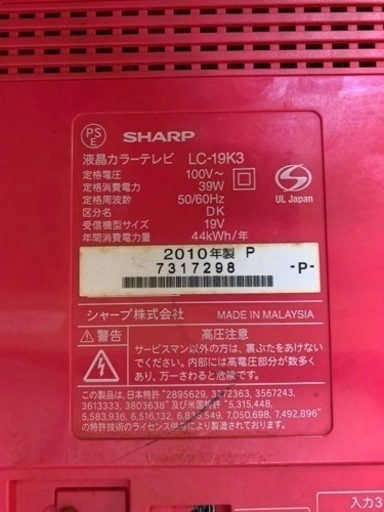 PS
E
SHARP
液晶カラーテレビ LC-19K3
定格電圧 100V～
定格消費電力 39W
定格周波数 50/60Hz
区分名 DK
受信機型サイズ 19V
年間消費電力量 44kWh/年
S
UL Japan
2010年製 P
7317298 -P-
シャープ株式会社 MADE IN MALAYSIA
⚠警告 高圧注意
サービスマン以外の方は、裏ぶたをあけない
でください。内部には高電圧部分が数多く
あり、万一さわると危険です。
この製品は、日本特許 "2895629, 3272363, 3567243,
3613333, 3803638" 及び米国特許 "5,315,448,
5,583,936, 6,516,132, 6,836,549, 7,050,698, 7,492,896"
の特許技術のライセンス供与により製造されています。
入力3